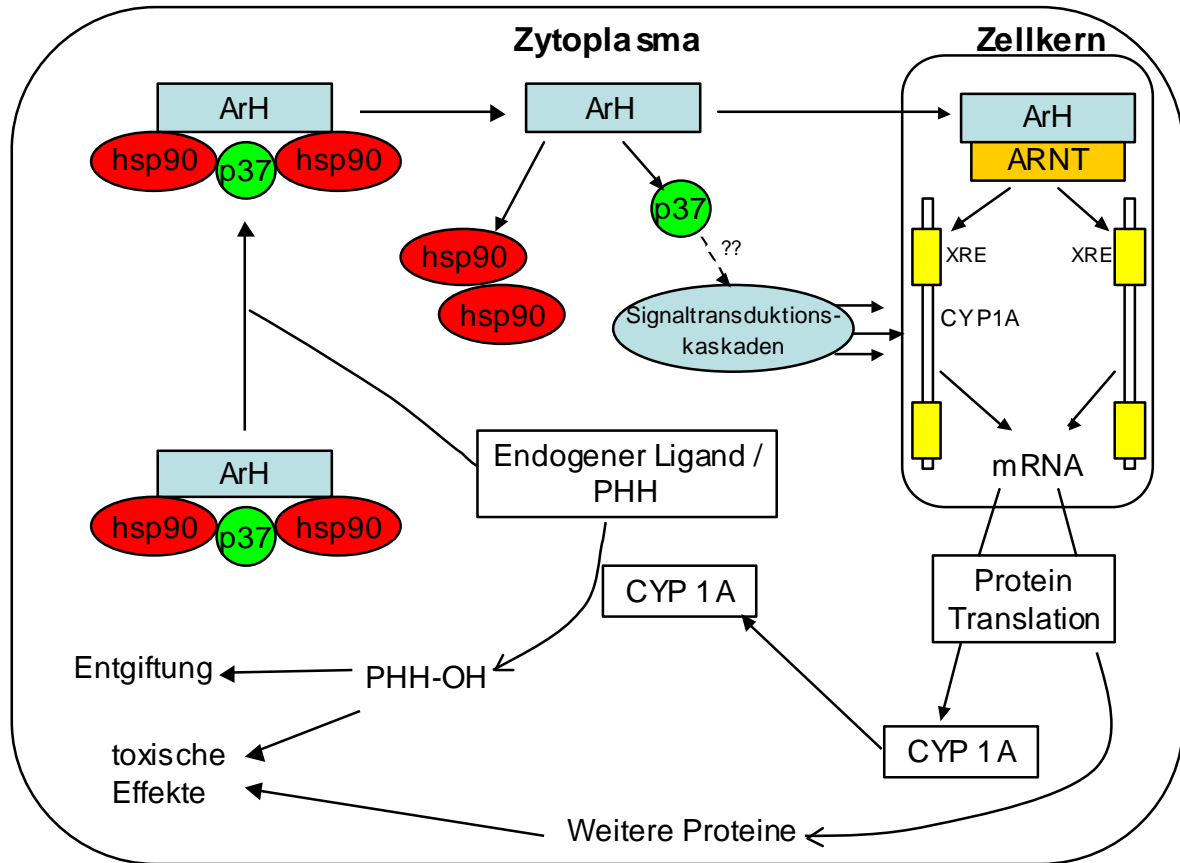 Zytoplasma
Zellkern
ArH
hsp90
p37
hsp90
ArH
p37
hsp90
hsp90
??
Signaltransduktions-
kaskaden
ArH
ARNT
XRE
XRE
CYP1A
mRNA
ArH
hsp90
p37
hsp90
Endogener Ligand /
PHH
CYP 1A
Protein
Translation
Entgiftung
PHH-OH
CYP 1A
toxische
Effekte
Weitere Proteine